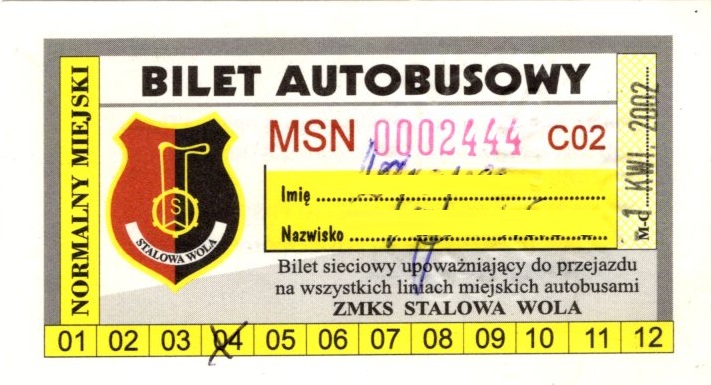 BILET AUTOBUSOWY
NORMALNY MIEJSKI
MSN 0002444 C02
S
STALOWA WOLA
Imię
Nazwisko
M-c 1 KWI. 2002
Bilet sieciowy upoważniający do przejazdu
na wszystkich liniach miejskich autobusami
ZMKS STALOWA WOLA
01 02 03 04 05 06 07 08 09 10 11 12